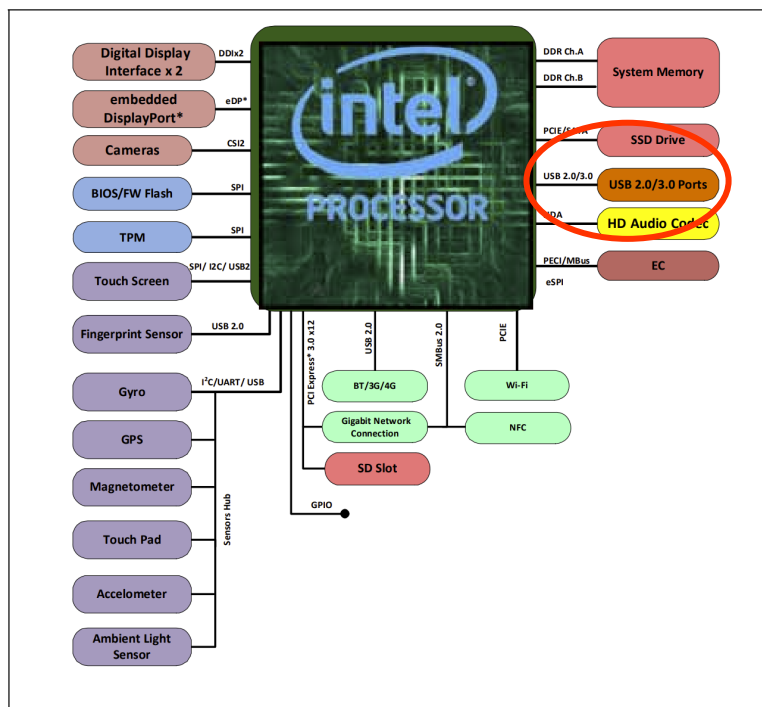 Digital Display
Interface x 2
DDIx2
embedded
DisplayPort*
eDP*
Cameras
CSI2
BIOS/FW Flash
SPI
TPM
SPI
SPI/ I2C/ USB2
Touch Screen
Fingerprint Sensor
USB 2.0
intel®
PROCESSOR
DDR Ch.A
DDR Ch.B
System Memory
SSD Drive
USB 2.0/3.0
USB 2.0/3.0 Ports
HD Audio Codec
PECI/MBus
eSPI
EC
I²C/UART/ USB
Gyro
GPS
Magnetometer
Touch Pad
Accelometer
Ambient Light
Sensor
Sensors Hub
PCI Express* 3.0 x12
USB 2.0
SMBus 2.0
PCIE
BT/3G/4G
Wi-Fi
Gigabit Network
Connection
NFC
SD Slot
GPIO